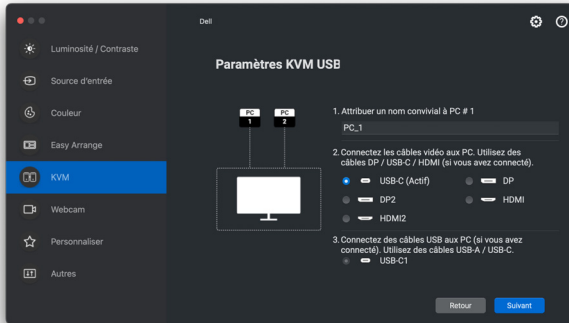 Dell
Luminosité / Contraste
Source d'entrée
Couleur
Easy Arrange
KVM
Webcam
Personnaliser
Autres
Paramètres KVM USB
PC
1
PC
2
1. Attribuer un nom convivial à PC # 1
PC_1
2. Connectez les câbles vidéo aux PC. Utilisez des
câbles DP / USB-C / HDMI (si vous avez connecté).
USB-C (Actif)
DP
DP2
HDMI
HDMI2
3. Connectez des câbles USB aux PC (si vous avez
connecté). Utilisez des câbles USB-A / USB-C.
USB-C1
Retour
Suivant